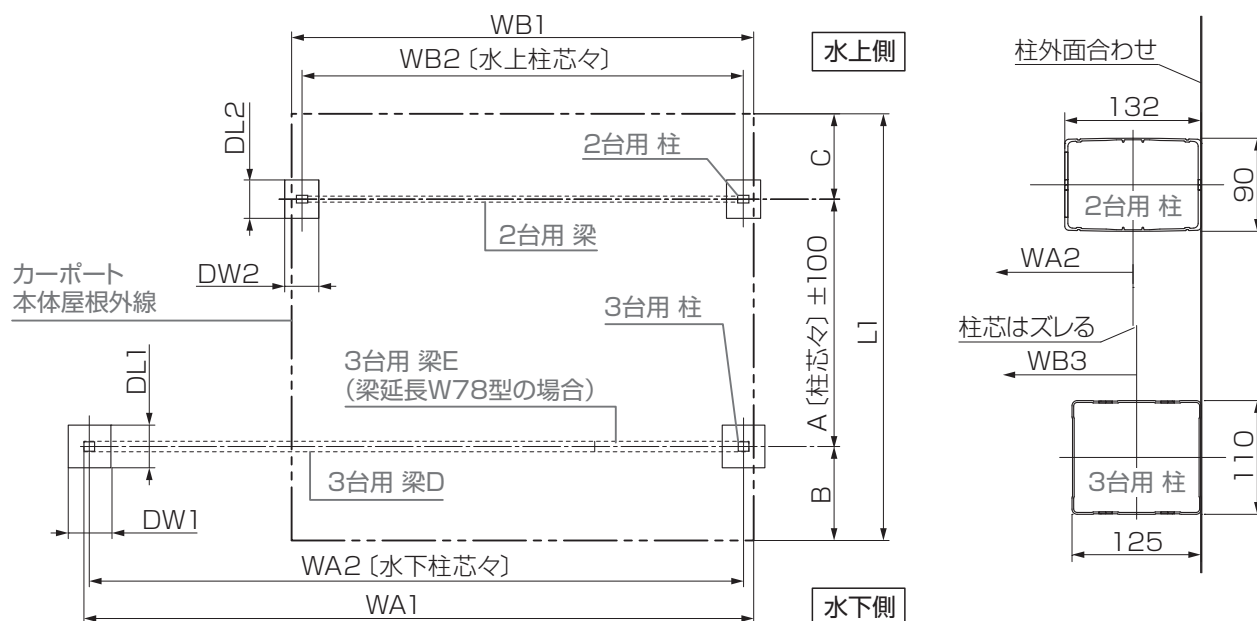 WB1
WB2〔水上柱芯々〕
水上側
DL2
2台用 柱
C
2台用 梁
カーポート
本体屋根外線
DW2
3台用 柱
A〔柱芯々〕±100
L1
3台用 梁E
(梁延長W78型の場合)
DL1
3台用 梁D
B
DW1
WA2〔水下柱芯々〕
WA1
水下側
柱外面合わせ
132
2台用 柱
90
WA2
柱芯はズレる
WB3
3台用 柱
110
125